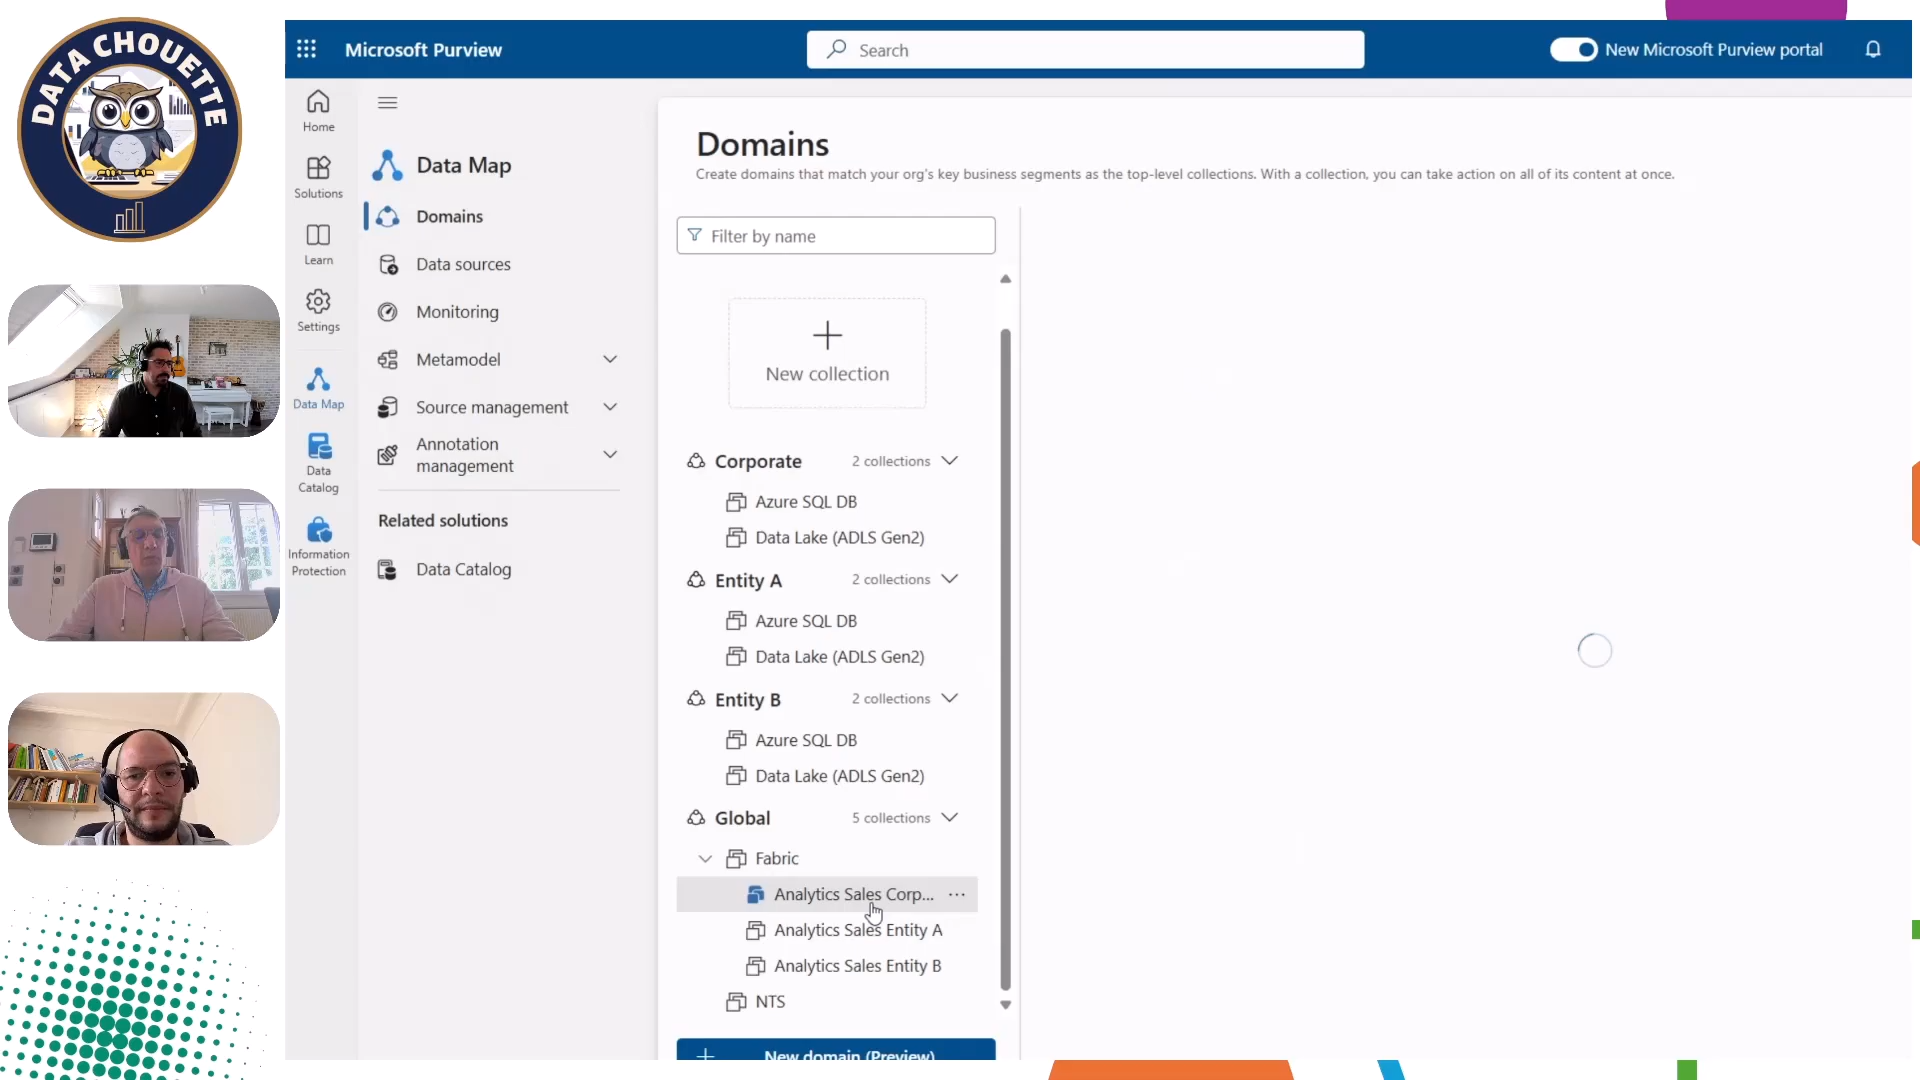 DATA CHOUETTE
Microsoft Purview
Search
New Microsoft Purview portal
Home
Solutions
Learn
Settings
Data Map
Data
Catalog
Information
Protection
Data Map
Domains
Data sources
Monitoring
Metamodel
Source management
Annotation
management
Related solutions
Data Catalog
Domains
Create domains that match your org's key business segments as the top-level collections. With a collection, you can take action on all of its content at once.
Filter by name
New collection
Corporate 2 collections
Azure SQL DB
Data Lake (ADLS Gen2)
Entity A 2 collections
Azure SQL DB
Data Lake (ADLS Gen2)
Entity B 2 collections
Azure SQL DB
Data Lake (ADLS Gen2)
Global 5 collections
Fabric
Analytics Sales Corp... ...
Analytics Sales Entity A
Analytics Sales Entity B
NTS
New domain (Preview)